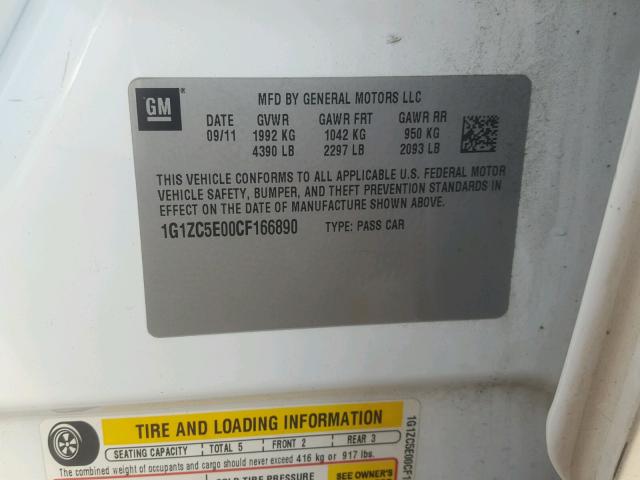 GM
MFD BY GENERAL MOTORS LLC
DATE GVWR GAWR FRT GAWR RR
09/11 1992 KG 1042 KG 950 KG
4390 LB 2297 LB 2093 LB
THIS VEHICLE CONFORMS TO ALL APPLICABLE U.S. FEDERAL MOTOR
VEHICLE SAFETY, BUMPER, AND THEFT PREVENTION STANDARDS IN
EFFECT ON THE DATE OF MANUFACTURE SHOWN ABOVE.
1G1ZC5E00CF166890 TYPE: PASS CAR
TIRE AND LOADING INFORMATION
SEATING CAPACITY TOTAL 5 FRONT 2 REAR 3
The combined weight of occupants and cargo should never exceed 416 kg or 917 lbs.
COLD TIRE PRESSURE
SEE OWNER'S
1G1ZC5E00CF1